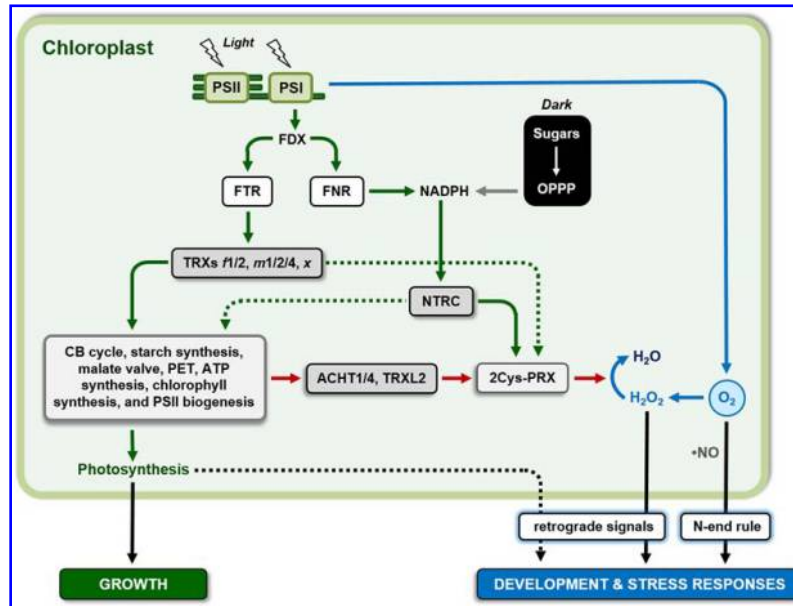 Chloroplast
Light
PSII
PSI
Dark
Sugars
OPPP
FDX
FTR
FNR
NADPH
TRXs f1/2, m1/2/4, x
NTRC
CB cycle, starch synthesis,
malate valve, PET, ATP
synthesis, chlorophyll
synthesis, and PSII biogenesis
ACHT1/4, TRXL2
2Cys-PRX
H₂O
H₂O₂
O₂
•NO
Photosynthesis
retrograde signals
N-end rule
GROWTH
DEVELOPMENT & STRESS RESPONSES